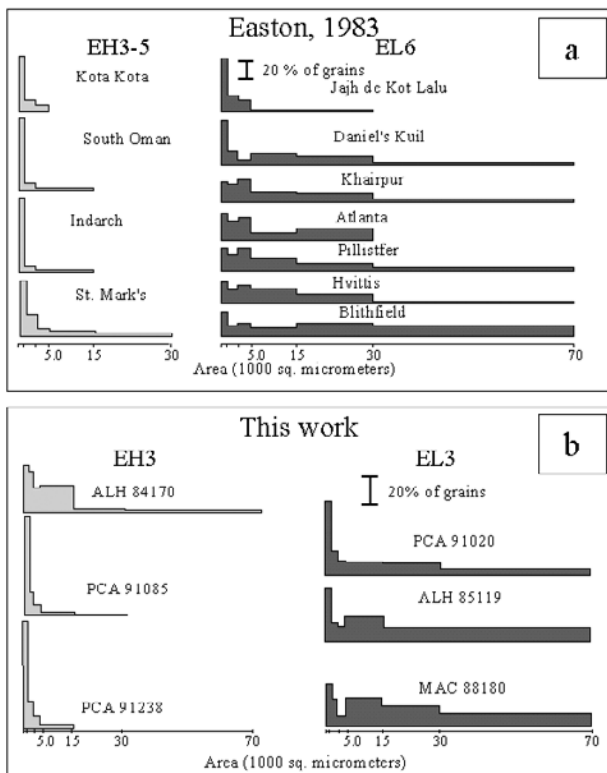 Easton, 1983
a
EH3-5
EL6
Kota Kota
20 % of grains
Jajh dc Kot Lalu
South Oman
Daniel's Kuil
Khairpur
Indarch
Atlanta
Pillistfer
St. Mark's
Hvittis
Blithfield
5.0 15 30 5.0 15 30 70
Area (1000 sq. micrometers)
This work
b
EH3
EL3
ALH 84170
20% of grains
PCA 91020
PCA 91085
ALH 85119
PCA 91238
MAC 88180
5.0 15 30 70 5.0 15 30 70
Area (1000 sq. micrometers)